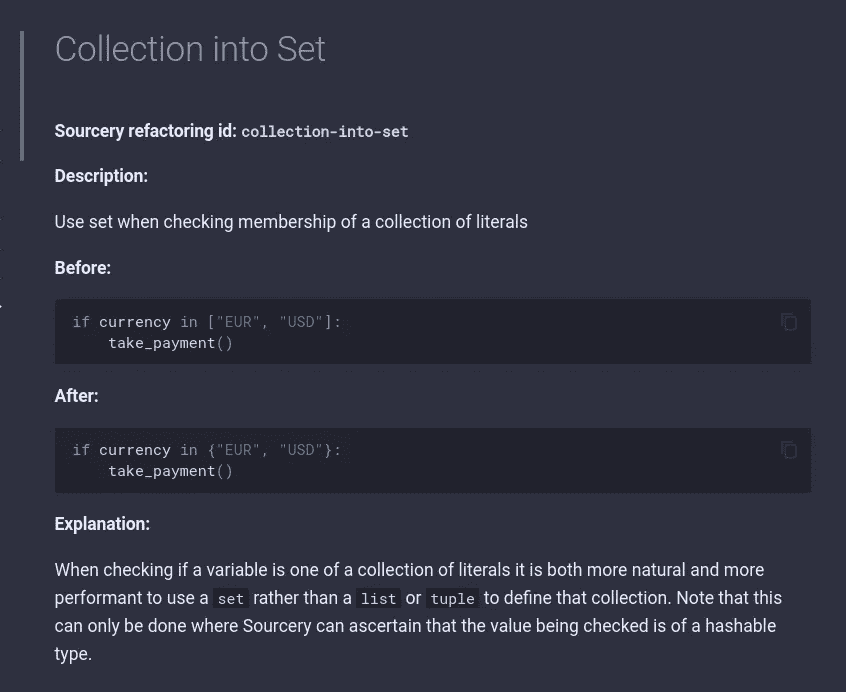 Collection into Set
Sourcery refactoring id: collection-into-set
Description:
Use set when checking membership of a collection of literals
Before:
if currency in ["EUR", "USD"]:
    take_payment()
After:
if currency in {"EUR", "USD"}:
    take_payment()
Explanation:
When checking if a variable is one of a collection of literals it is both more natural and more
performant to use a set rather than a list or tuple to define that collection. Note that this
can only be done where Sourcery can ascertain that the value being checked is of a hashable
type.